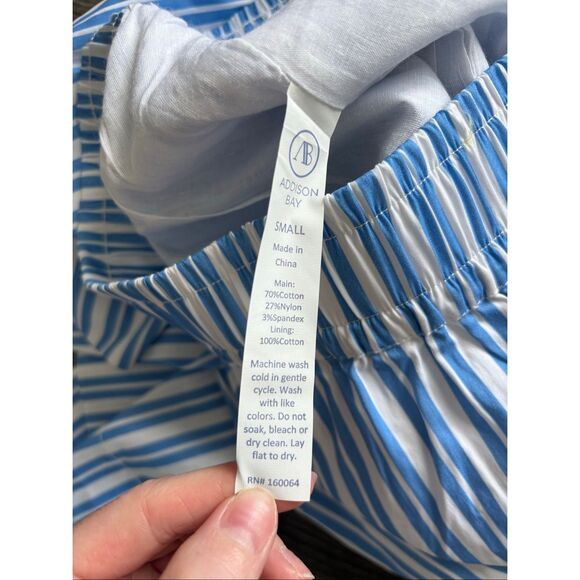 AB
ADDISON
BAY
SMALL
Made in
China
Main:
70%Cotton
27%Nylon
3%Spandex
Lining:
100%Cotton
Machine wash
cold in gentle
cycle. Wash
with like
colors. Do not
soak, bleach or
dry clean. Lay
flat to dry.
RN# 160064